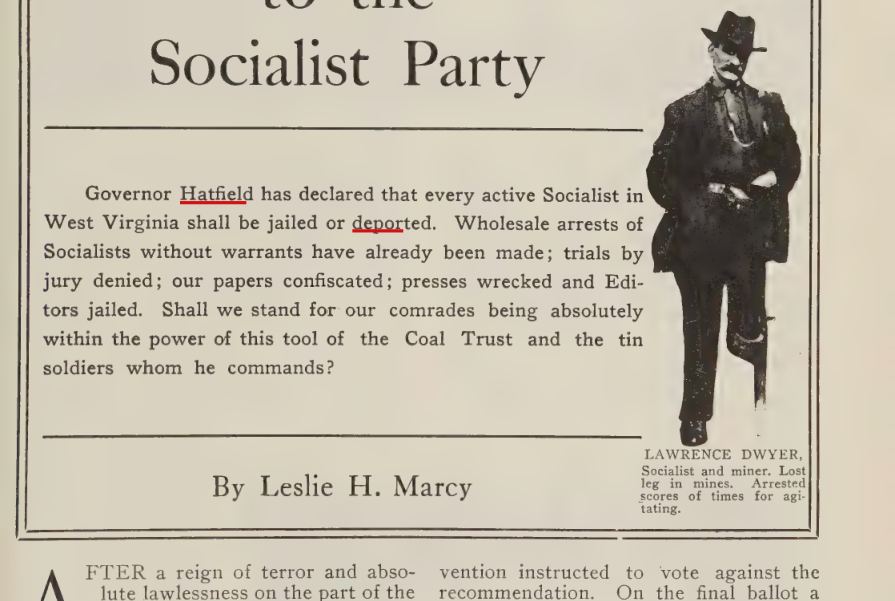 to the
Socialist Party
Governor Hatfield has declared that every active Socialist in
West Virginia shall be jailed or deported. Wholesale arrests of
Socialists without warrants have already been made; trials by
jury denied; our papers confiscated; presses wrecked and Edi-
tors jailed. Shall we stand for our comrades being absolutely
within the power of this tool of the Coal Trust and the tin
soldiers whom he commands?
By Leslie H. Marcy
LAWRENCE DWYER,
Socialist and miner. Lost
leg in mines. Arrested
scores of times for agi-
tating.
AFTER a reign of terror and abso-
lute lawlessness on the part of the
vention instructed to vote against the
recommendation. On the final ballot a